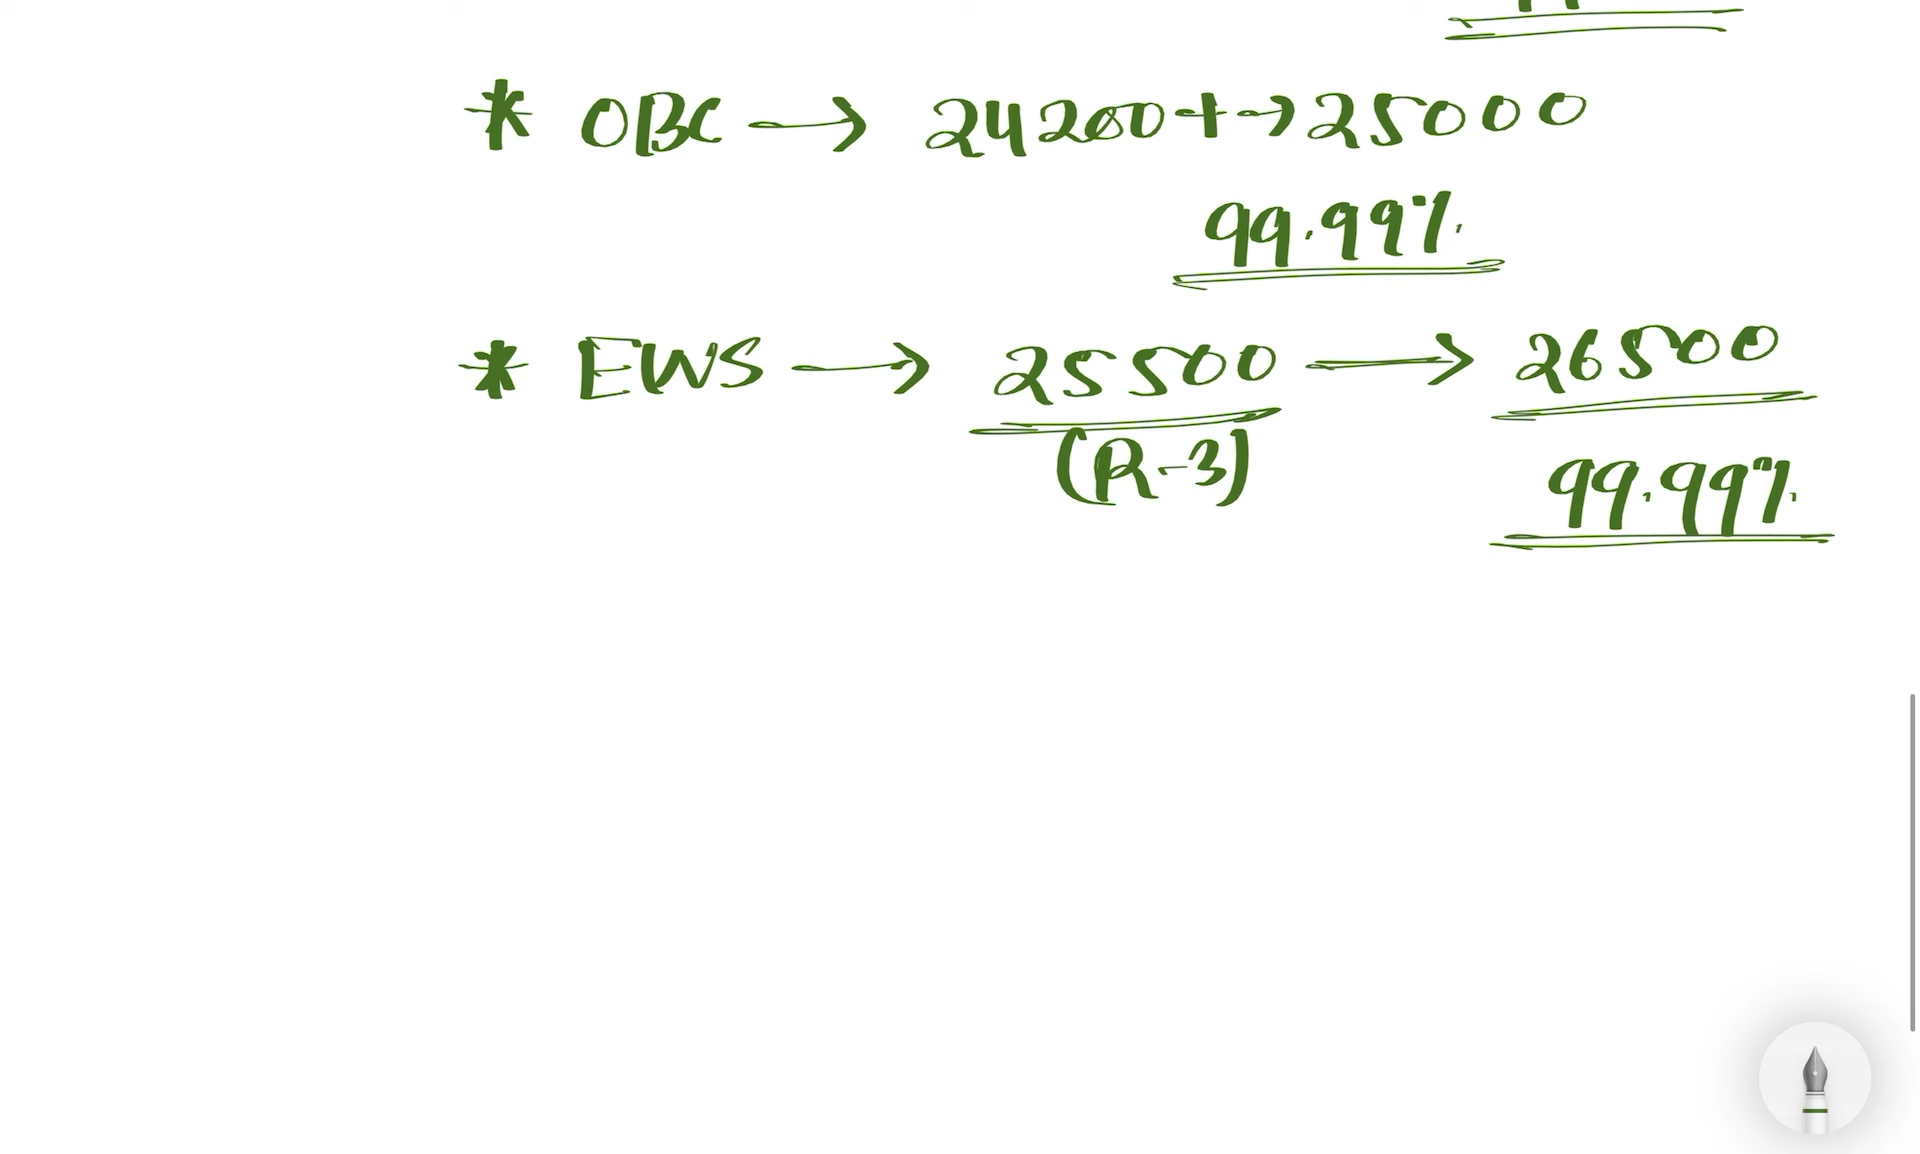 * OBC → 24200+→25000
99.99%.
* EWS → 25500 → 26500
(R-3)
99.99%.